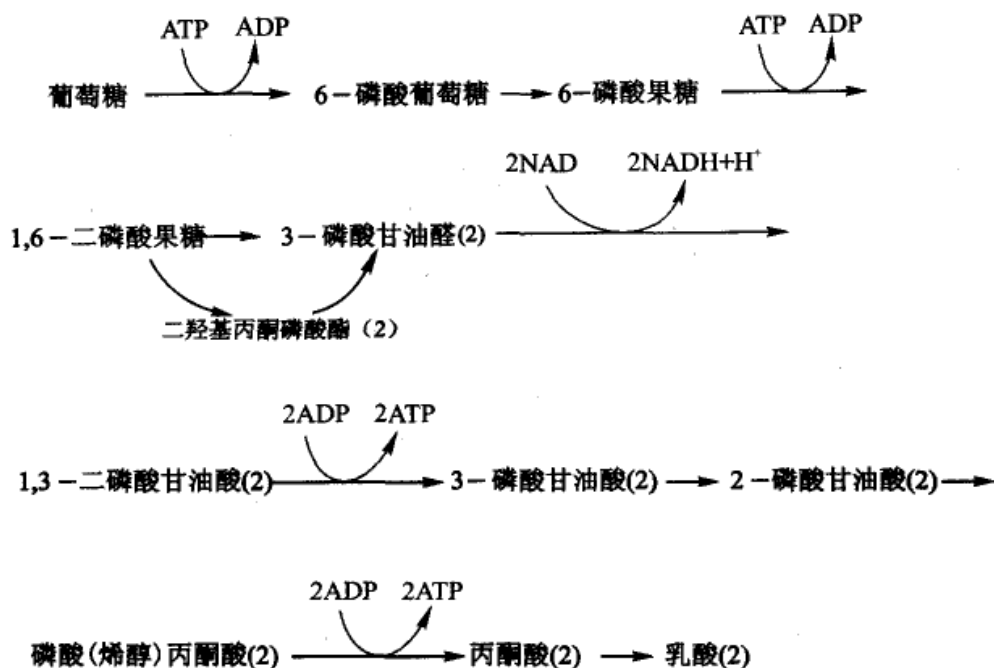 ATP ADP
葡萄糖 6-磷酸葡萄糖 6-磷酸果糖
ATP ADP
2NAD 2NADH+H⁺
1,6-二磷酸果糖 3-磷酸甘油醛(2)
二羟基丙酮磷酸酯（2）
2ADP 2ATP
1,3-二磷酸甘油酸(2) 3-磷酸甘油酸(2) 2-磷酸甘油酸(2)
2ADP 2ATP
磷酸(烯醇)丙酮酸(2) 丙酮酸(2) 乳酸(2)